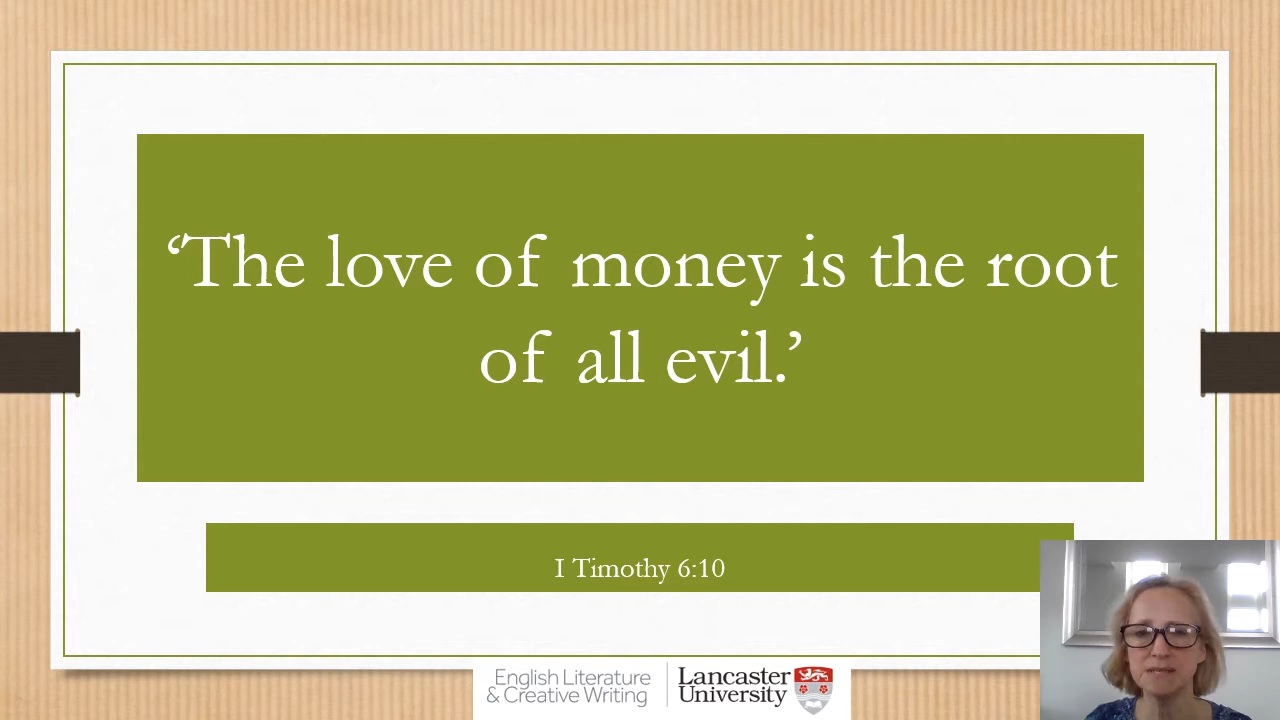 ‘The love of money is the root
of all evil.’
I Timothy 6:10
English Literature
& Creative Writing
Lancaster
University